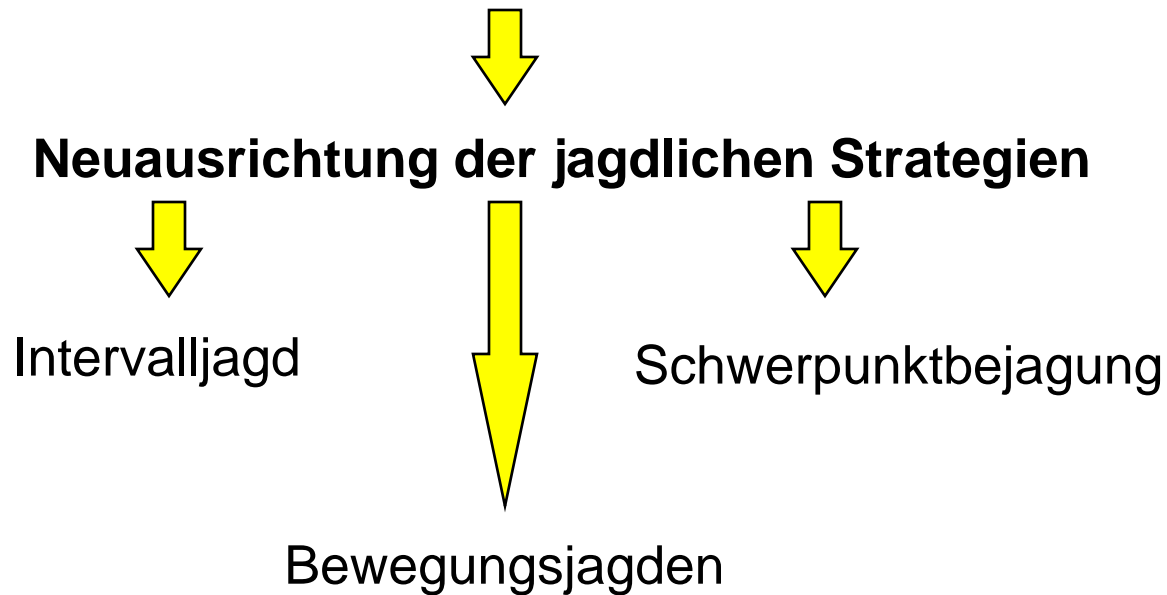 Neuausrichtung der jagdlichen Strategien
Intervalljagd
Schwerpunktbejagung
Bewegungsjagden